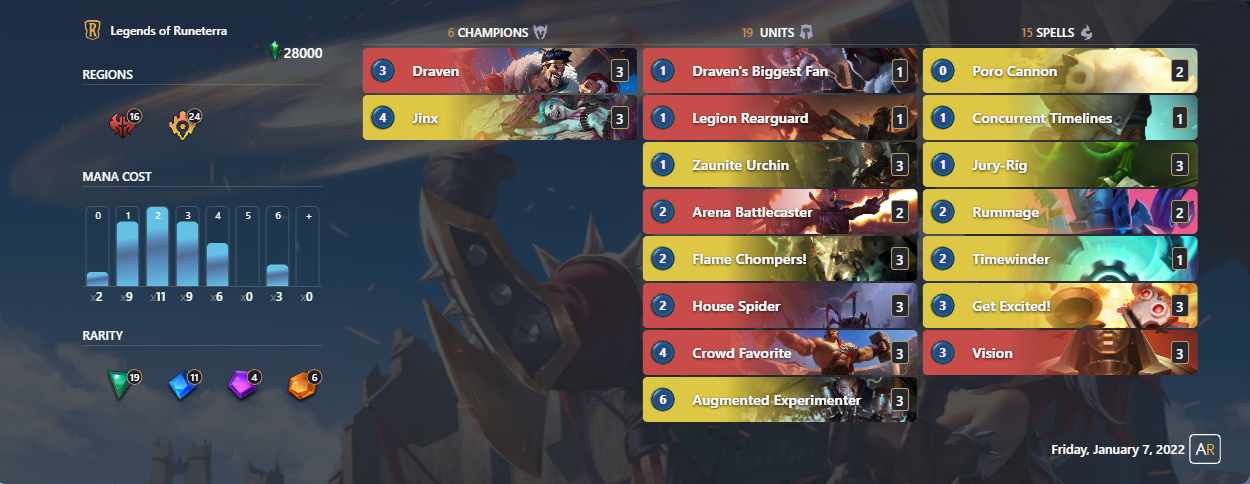 Legends of Runeterra
28000
REGIONS
16
24
MANA COST
0 1 2 3 4 5 6 +
x2 x9 x11 x9 x6 x0 x3 x0
RARITY
19 11 4 6
6 CHAMPIONS
3 Draven 3
4 Jinx 3
19 UNITS
1 Draven's Biggest Fan 1
1 Legion Rearguard 1
1 Zaunite Urchin 3
2 Arena Battlecaster 2
2 Flame Chompers! 3
2 House Spider 3
4 Crowd Favorite 3
6 Augmented Experimenter 3
15 SPELLS
0 Poro Cannon 2
1 Concurrent Timelines 1
1 Jury-Rig 3
2 Rummage 2
2 Timewinder 1
3 Get Excited! 3
3 Vision 3
Friday, January 7, 2022 AR